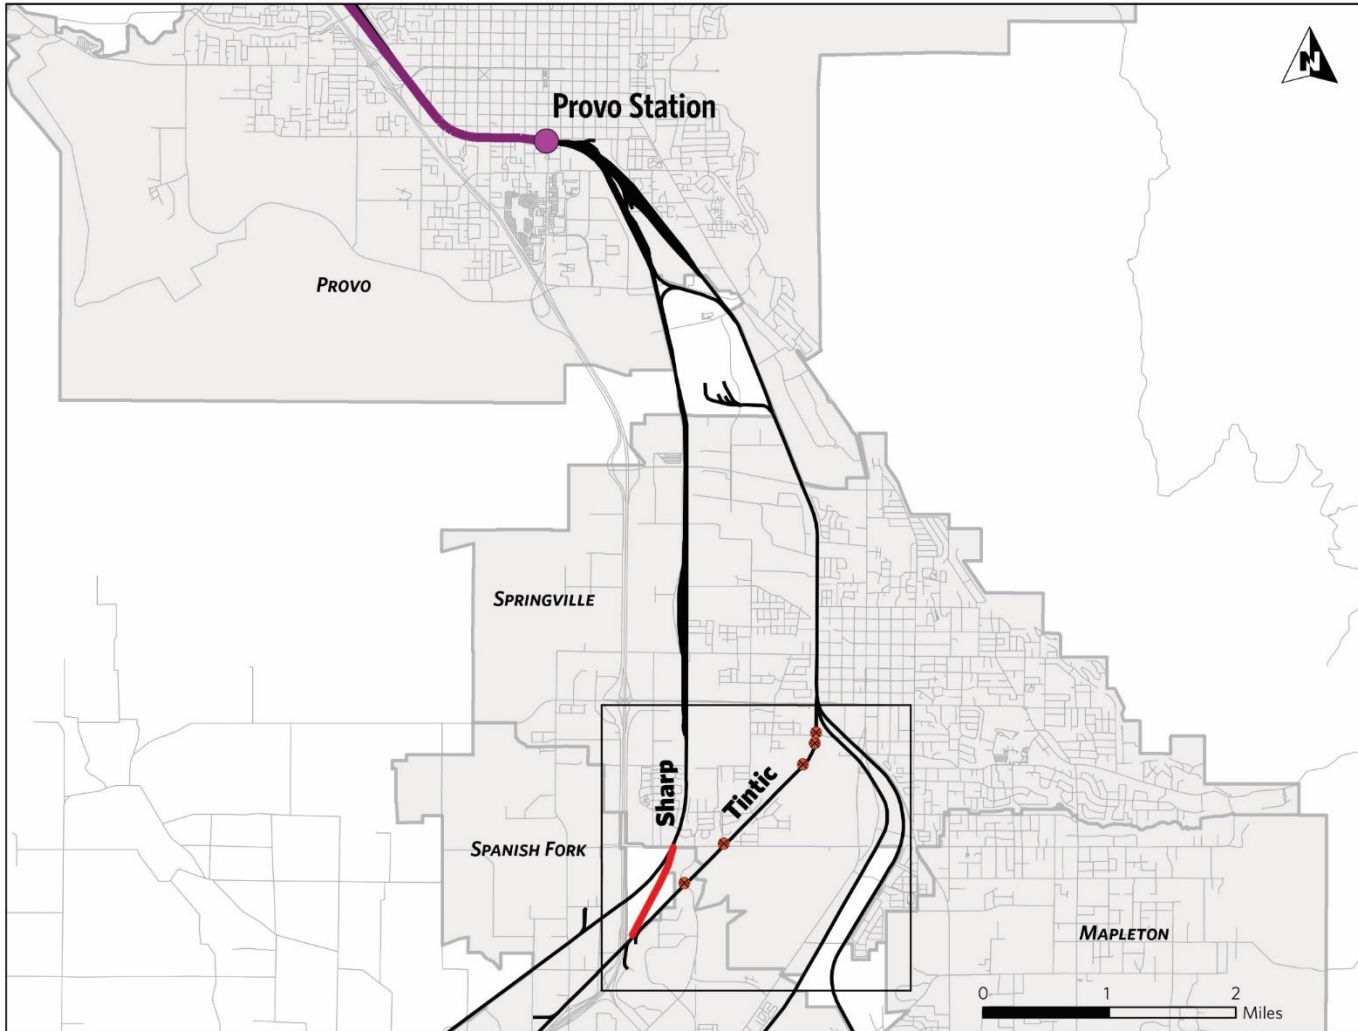 N
Provo Station
PROVO
SPRINGVILLE
Sharp
Tintic
SPANISH FORK
MAPLETON
0 1 2
Miles